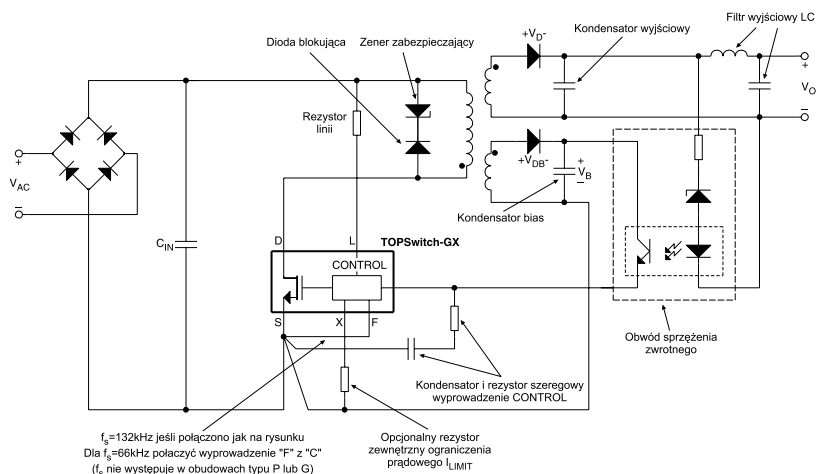 Kondensator wyjściowy
Filtr wyjściowy LC
+V_D-
Dioda blokująca
Zener zabezpieczający
+
V_O
-
Rezystor
linii
+
V_AC
-
+V_DB-
+
V_B
-
Kondensator bias
C_IN
D
L
TOPSwitch-GX
CONTROL
S
X
F
Obwód sprzężenia
zwrotnego
Kondensator i rezystor szeregowy
wyprowadzenie CONTROL
f_s=132kHz jeśli połączono jak na rysunku
Dla f_s=66kHz połaczyć wyprowadzenie "F" z "C"
(f_s nie występuje w obudowach typu P lub G)
Opcjonalny rezystor
zewnętrzny ograniczenia
prądowego I_LIMIT